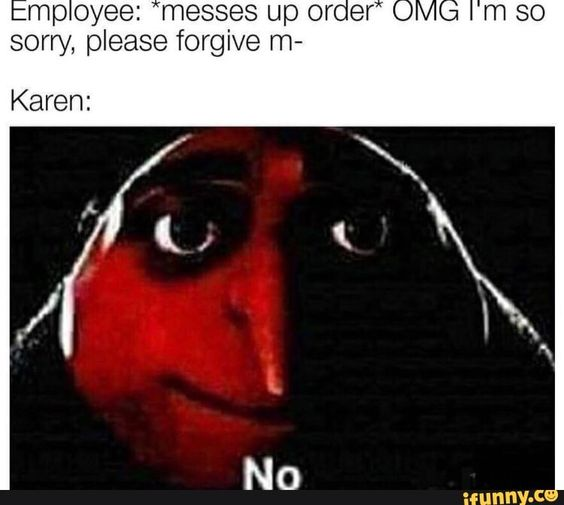 Employee: *messes up order* OMG I'm so
sorry, please forgive m-
Karen:
No
ifunny.co